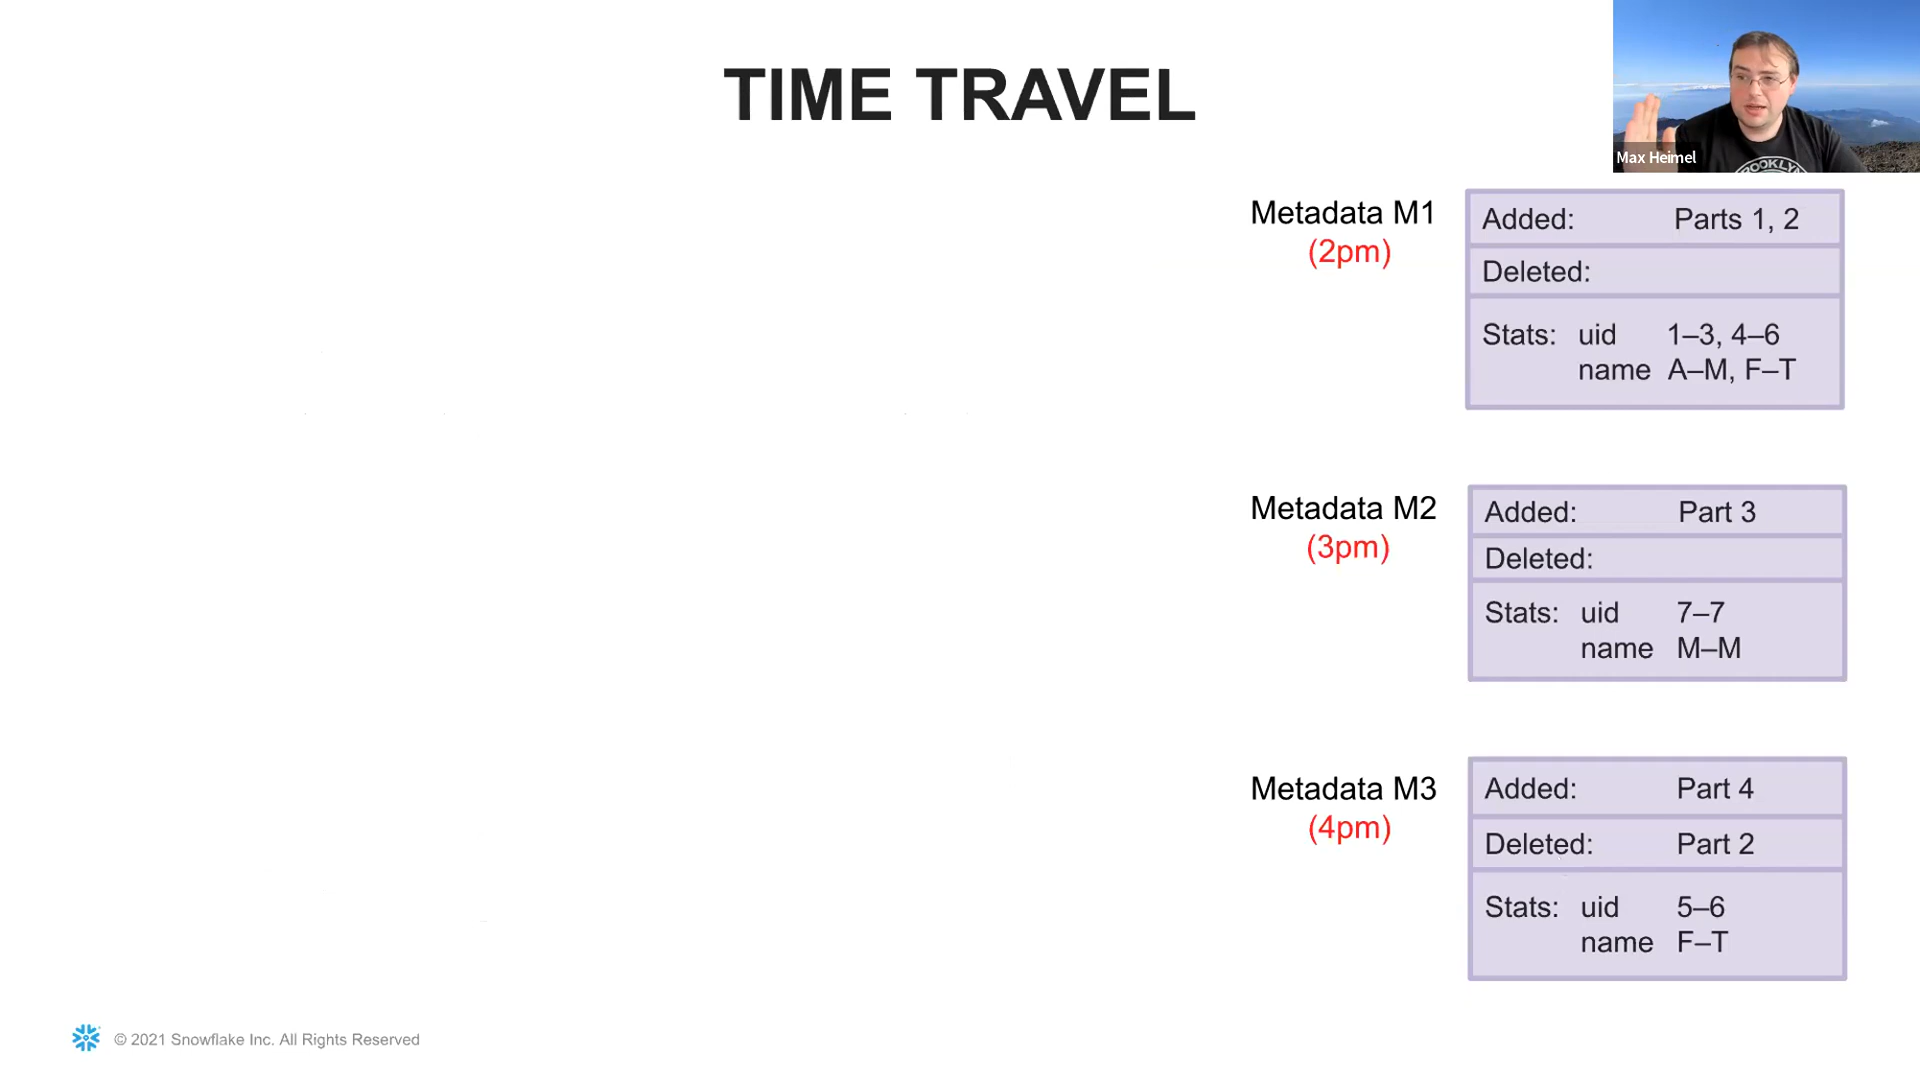 TIME TRAVEL
Max Heimel
ROOKLYN
Metadata M1
(2pm)
Added: Parts 1, 2
Deleted:
Stats: uid 1–3, 4–6
name A–M, F–T
Metadata M2
(3pm)
Added: Part 3
Deleted:
Stats: uid 7–7
name M–M
Metadata M3
(4pm)
Added: Part 4
Deleted: Part 2
Stats: uid 5–6
name F–T
© 2021 Snowflake Inc. All Rights Reserved